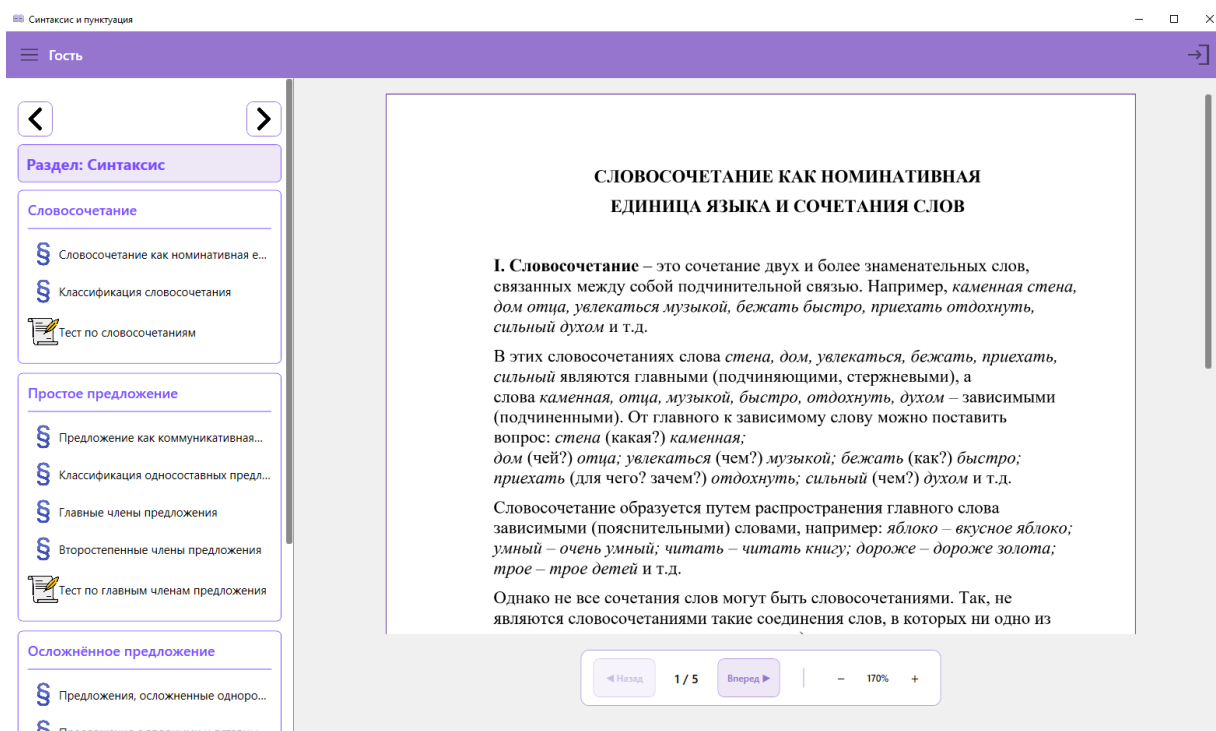 Синтаксис и пунктуация
Гость
Раздел: Синтаксис
Словосочетание
§ Словосочетание как номинативная е...
§ Классификация словосочетания
Тест по словосочетаниям
Простое предложение
§ Предложение как коммуникативная...
§ Классификация односоставных предл...
§ Главные члены предложения
§ Второстепенные члены предложения
Тест по главным членам предложения
Осложнённое предложение
§ Предложения, осложненные одноро...
СЛОВОСОЧЕТАНИЕ КАК НОМИНАТИВНАЯ
ЕДИНИЦА ЯЗЫКА И СОЧЕТАНИЯ СЛОВ
I. Словосочетание – это сочетание двух и более знаменательных слов,
связанных между собой подчинительной связью. Например, каменная стена,
дом отца, увлекаться музыкой, бежать быстро, приехать отдохнуть,
сильный духом и т.д.
В этих словосочетаниях слова стена, дом, увлекаться, бежать, приехать,
сильный являются главными (подчиняющими, стержневыми), а
слова каменная, отца, музыкой, быстро, отдохнуть, духом – зависимыми
(подчиненными). От главного к зависимому слову можно поставить
вопрос: стена (какая?) каменная;
дом (чей?) отца; увлекаться (чем?) музыкой; бежать (как?) быстро;
приехать (для чего? зачем?) отдохнуть; сильный (чем?) духом и т.д.
Словосочетание образуется путем распространения главного слова
зависимыми (пояснительными) словами, например: яблоко – вкусное яблоко;
умный – очень умный; читать – читать книгу; дороже – дороже золота;
трое – трое детей и т.д.
Однако не все сочетания слов могут быть словосочетаниями. Так, не
являются словосочетаниями такие соединения слов, в которых ни одно из
Назад 1 / 5 Вперед – 170% +